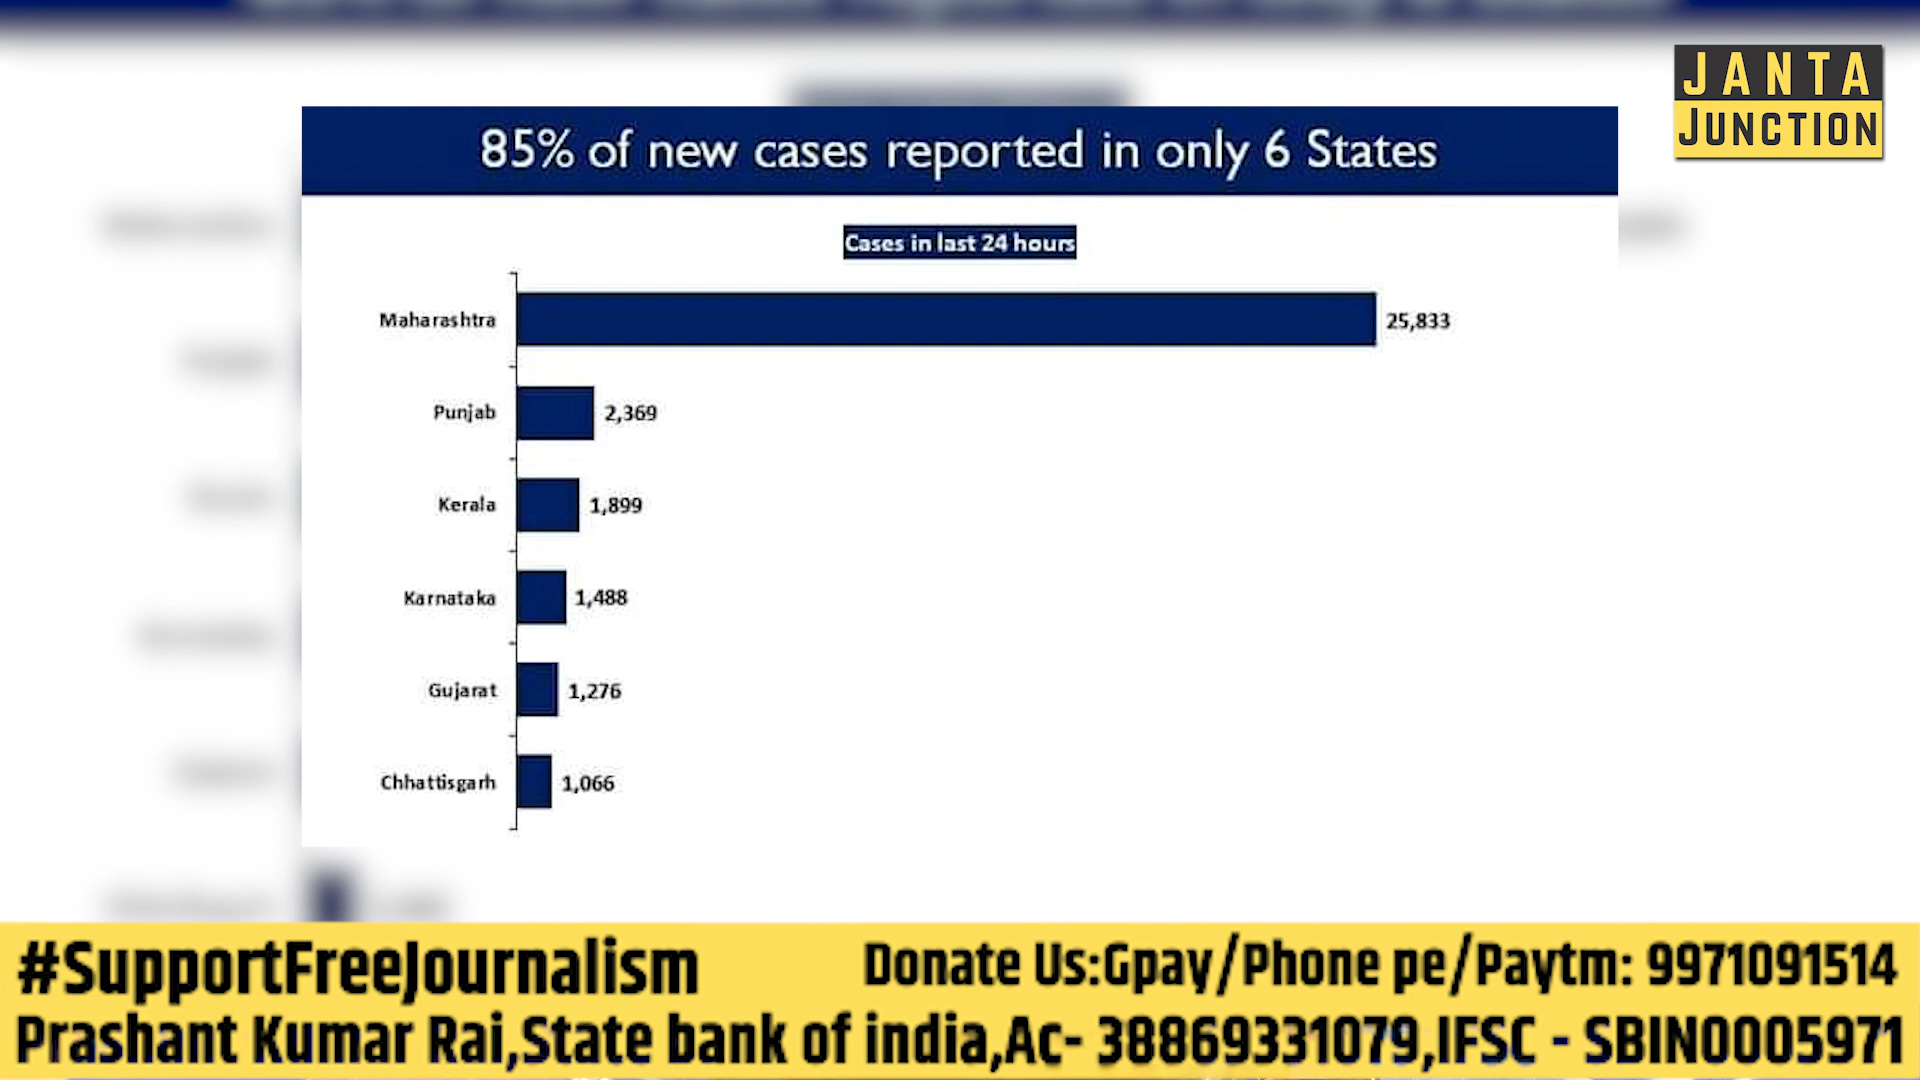 JANTA
JUNCTION
85% of new cases reported in only 6 States
Cases in last 24 hours
Maharashtra 25,833
Punjab 2,369
Kerala 1,899
Karnataka 1,488
Gujarat 1,276
Chhattisgarh 1,066
#SupportFreeJournalism Donate Us:Gpay/Phone pe/Paytm: 9971091514
Prashant Kumar Rai,State bank of india,Ac- 38869331079,IFSC - SBIN0005971